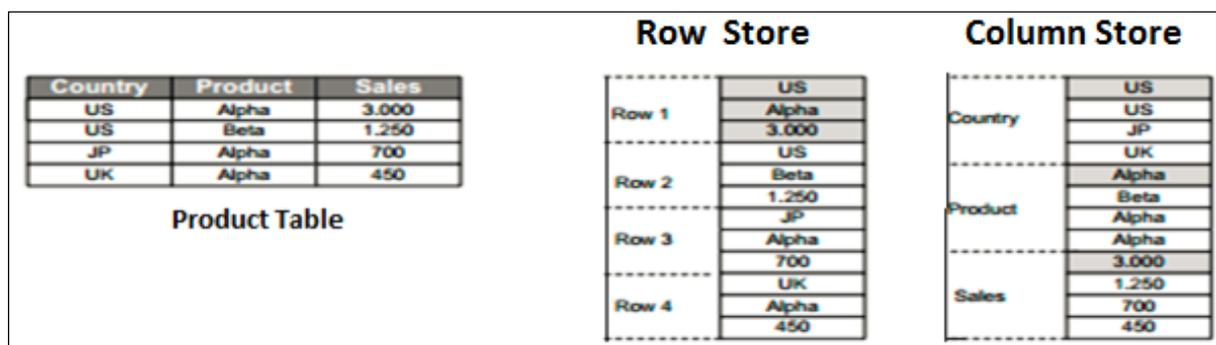 Row Store
Column Store
Country Product Sales
US Alpha 3.000
US Beta 1.250
JP Alpha 700
UK Alpha 450
Product Table
Row 1
US
Alpha
3.000
Row 2
US
Beta
1.250
Row 3
JP
Alpha
700
Row 4
UK
Alpha
450
Country
US
US
JP
UK
Product
Alpha
Beta
Alpha
Alpha
Sales
3.000
1.250
700
450